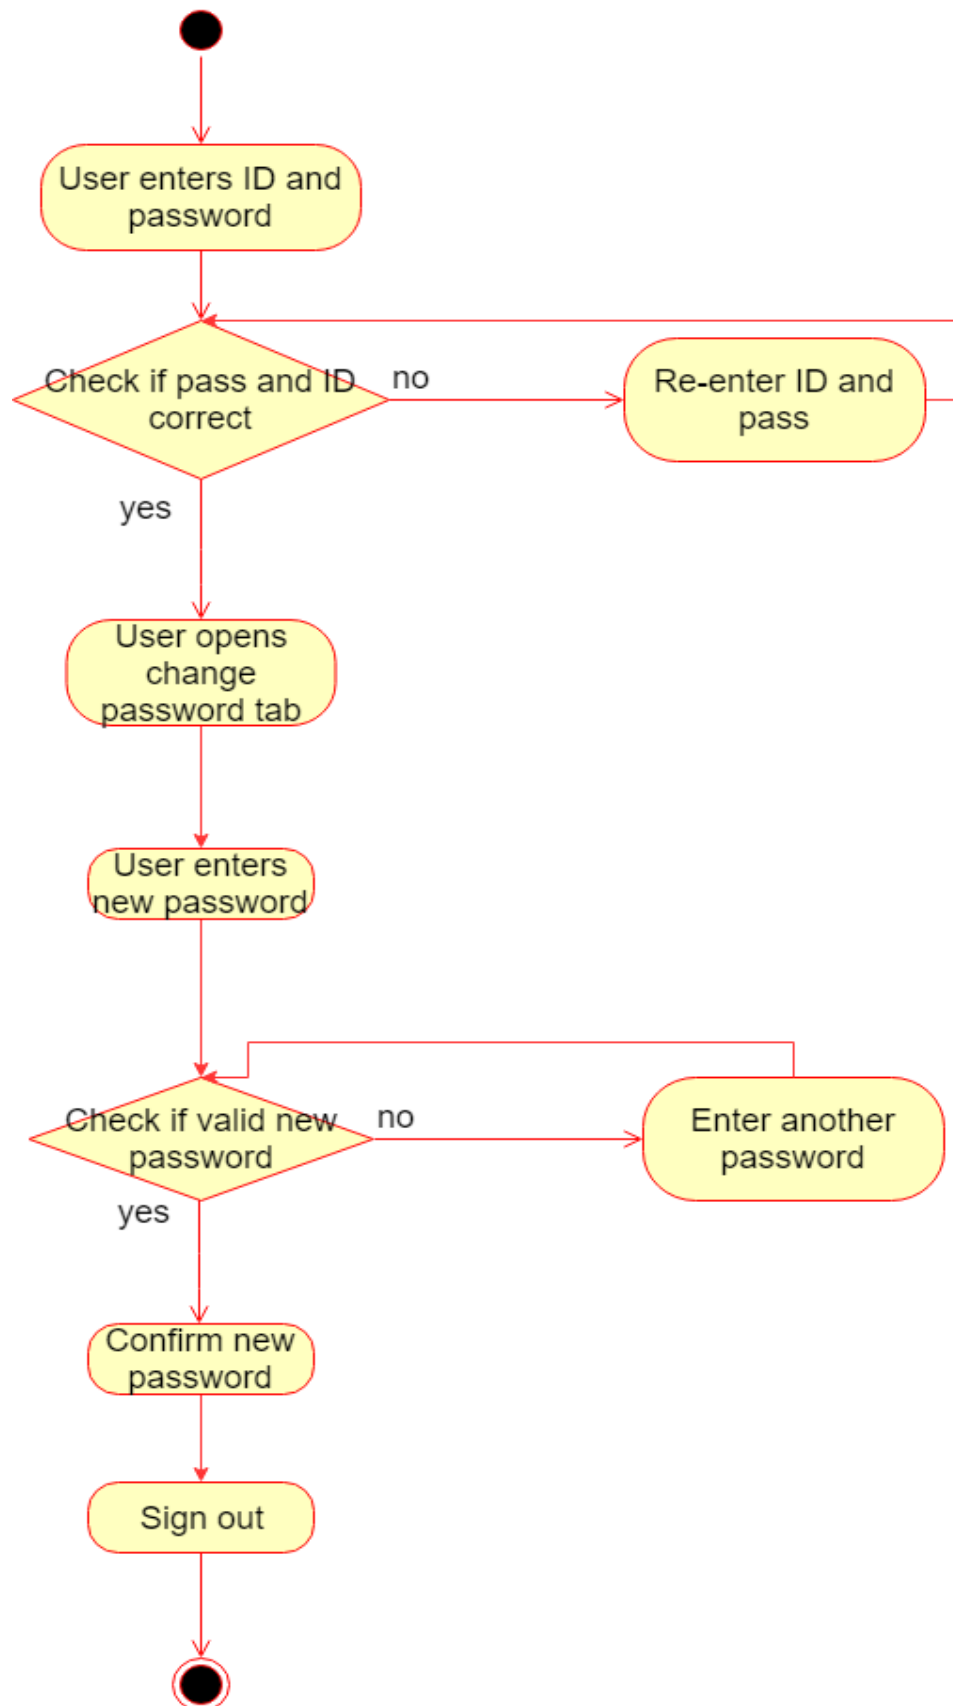 User enters ID and
password
Check if pass and ID
correct
no
Re-enter ID and
pass
yes
User opens
change
password tab
User enters
new password
Check if valid new
password
no
Enter another
password
yes
Confirm new
password
Sign out